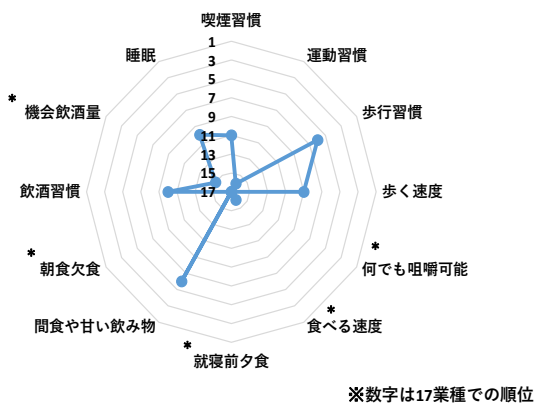 喫煙習慣
睡眠
運動習慣
*
機会飲酒量
歩行習慣
1
3
5
7
9
11
13
15
17
飲酒習慣
歩く速度
*
朝食欠食
*
何でも咀嚼可能
間食や甘い飲み物
*
食べる速度
*
就寝前夕食
※数字は17業種での順位